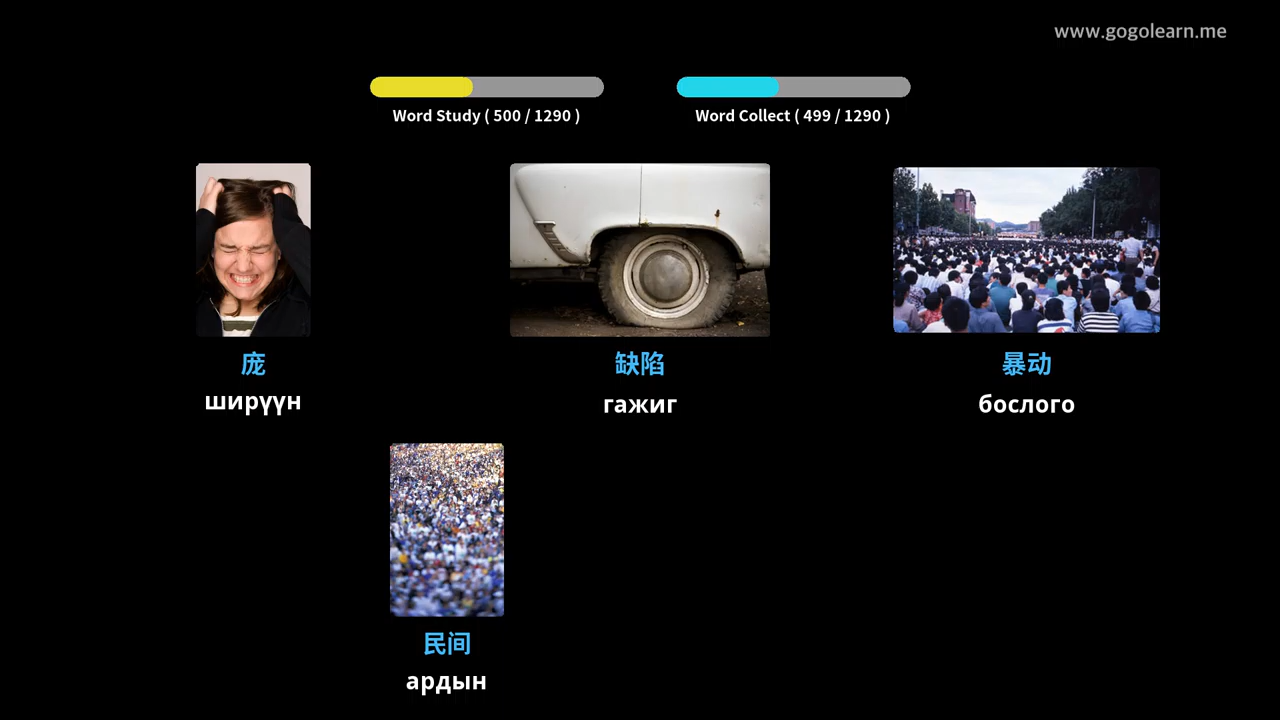 www.gogolearn.me
Word Study ( 500 / 1290 )
Word Collect ( 499 / 1290 )
庞
ширүүн
缺陷
гажиг
暴动
бослого
民间
ардын